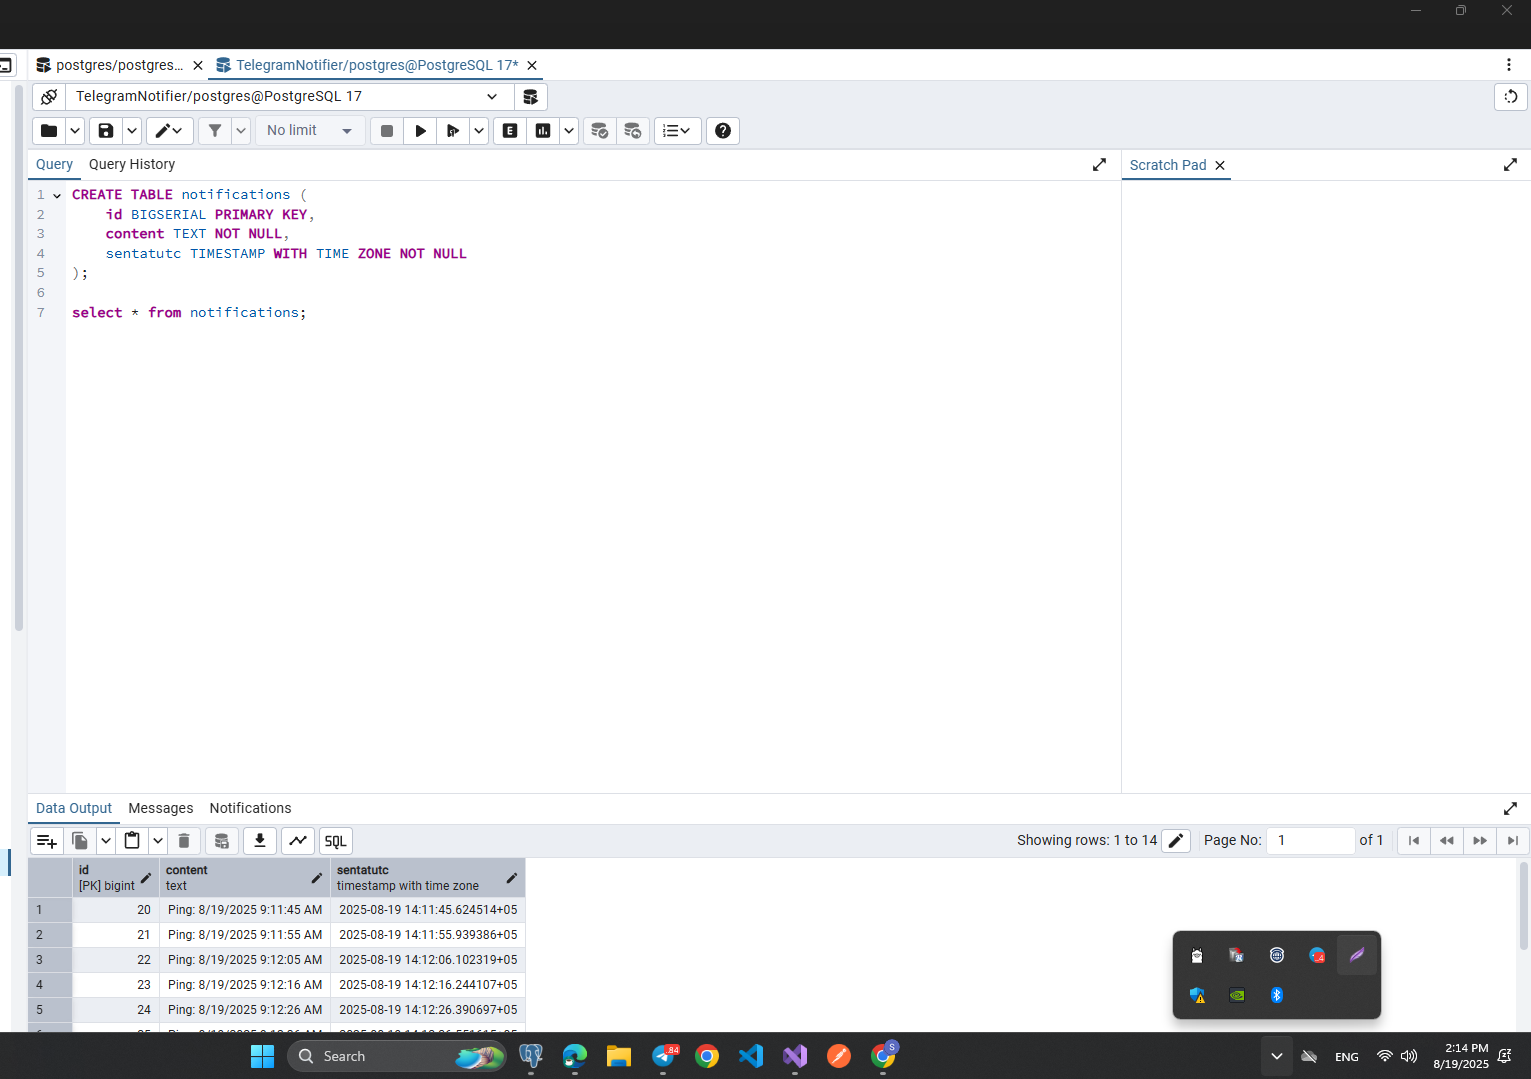 postgres/postgres...
TelegramNotifier/postgres@PostgreSQL 17*
TelegramNotifier/postgres@PostgreSQL 17
No limit
E
Query
Query History
Scratch Pad
1 CREATE TABLE notifications (
2 id BIGSERIAL PRIMARY KEY,
3 content TEXT NOT NULL,
4 sentatutc TIMESTAMP WITH TIME ZONE NOT NULL
5 );
6
7 select * from notifications;
Data Output
Messages
Notifications
SQL
Showing rows: 1 to 14
Page No: 1 of 1
id
[PK] bigint
content
text
sentatutc
timestamp with time zone
1 20 Ping: 8/19/2025 9:11:45 AM 2025-08-19 14:11:45.624514+05
2 21 Ping: 8/19/2025 9:11:55 AM 2025-08-19 14:11:55.939386+05
3 22 Ping: 8/19/2025 9:12:05 AM 2025-08-19 14:12:06.102319+05
4 23 Ping: 8/19/2025 9:12:16 AM 2025-08-19 14:12:16.244107+05
5 24 Ping: 8/19/2025 9:12:26 AM 2025-08-19 14:12:26.390697+05
Search
84
S
ENG
2:14 PM
8/19/2025